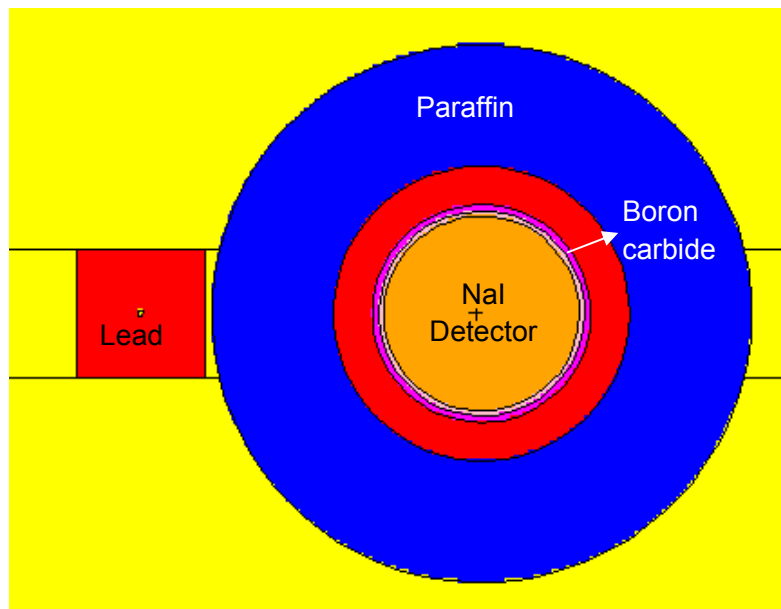 Paraffin
Boron
carbide
NaI
Detector
Lead